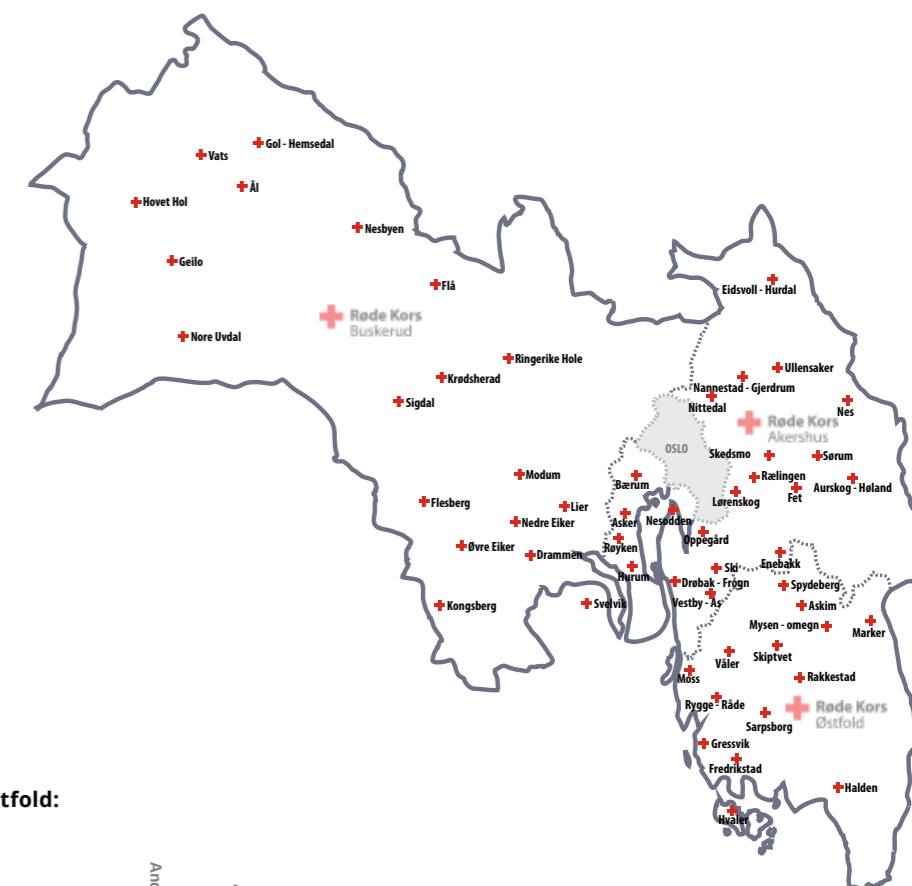 Gol - Hemsedal
Vats
Ål
Hovet Hol
Nesbyen
Geilo
Flå
Eidsvoll - Hurdal
Røde Kors
Buskerud
Nore Uvdal
Ringerike Hole
Ullensaker
Krødsherad
Nannestad - Gjerdrum
Sigdal
Nittedal
Nes
Røde Kors
Akershus
OSLO
Skedsmo
Sørum
Modum
Rælingen
Bærum
Aurskog - Høland
Fet
Lørenskog
Flesberg
Lier
Asker
Nesodden
Nedre Eiker
Oppegård
Røyken
Øvre Eiker
Drammen
Enebakk
Ski
Hurum
Drøbak - Frogn
Spydeberg
Kongsberg
Svelvik
Vestby - Ås
Askim
Mysen - omegn
Marker
Skiptvet
Våler
Moss
Rakkestad
Rygge - Råde
Røde Kors
Østfold
Sarpsborg
Gressvik
Fredrikstad
Halden
tfold:
Hvaler